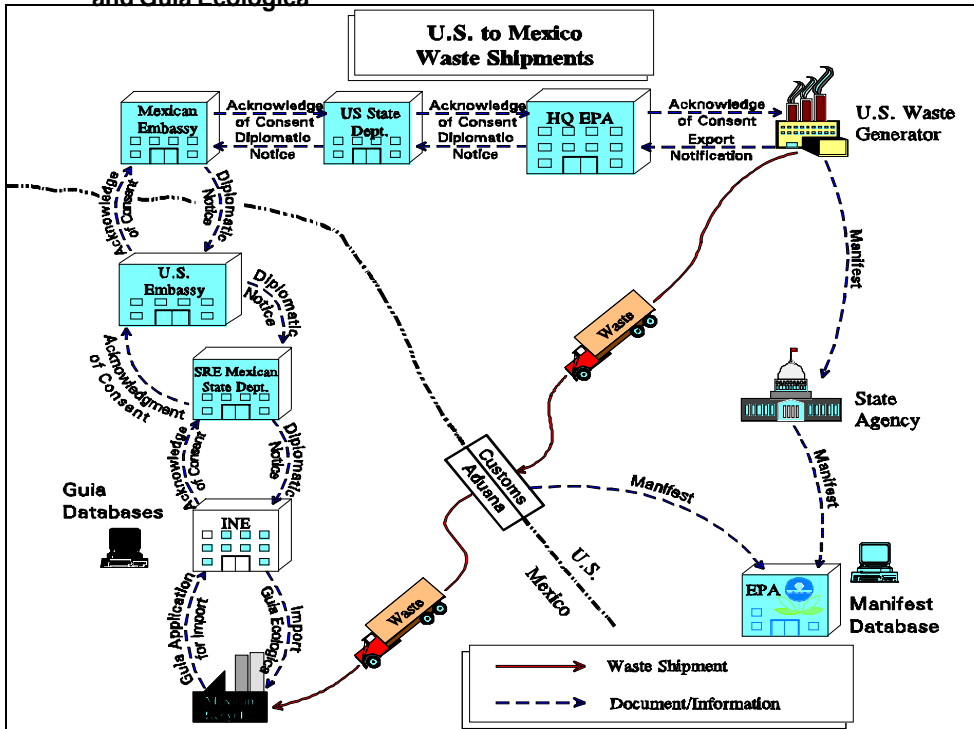 and Guia Ecologica
U.S. to Mexico
Waste Shipments
Mexican
Embassy
Acknowledge
of Consent
Diplomatic
Notice
US State
Dept.
Acknowledge
of Consent
Diplomatic
Notice
HQ EPA
Acknowledge
of Consent
Export
Notification
U.S. Waste
Generator
Acknowledge
of Consent
Diplomatic
Notice
Manifest
U.S.
Embassy
Diplomatic
Notice
Waste
Acknowledgment
of Consent
SRE Mexican
State Dept.
State
Agency
Acknowledge
of Consent
Diplomatic
Notice
Customs
Aduana
Manifest
Manifest
Guia
Databases
INE
U.S.
Mexico
EPA
Manifest
Database
Guia Application
for Import
Import
Guia Ecologica
Waste
Waste Shipment
Document/Information